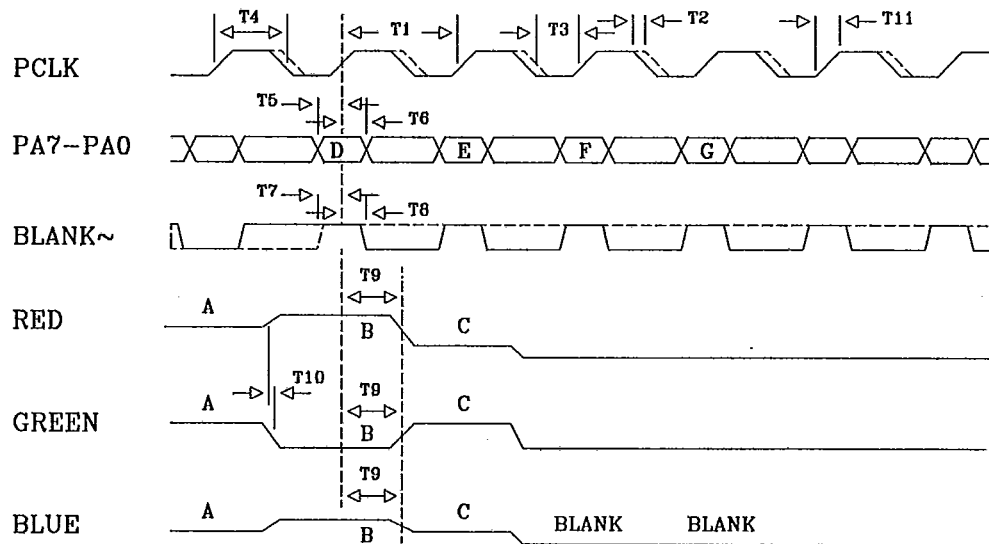 T4 T1 T3 T2 T11
PCLK
T5 T6
PA7-PA0 D E F G
T7 T8
BLANK~
T9
A
RED B C
T10
T9
A C
GREEN B
T9
A C
BLUE B BLANK BLANK